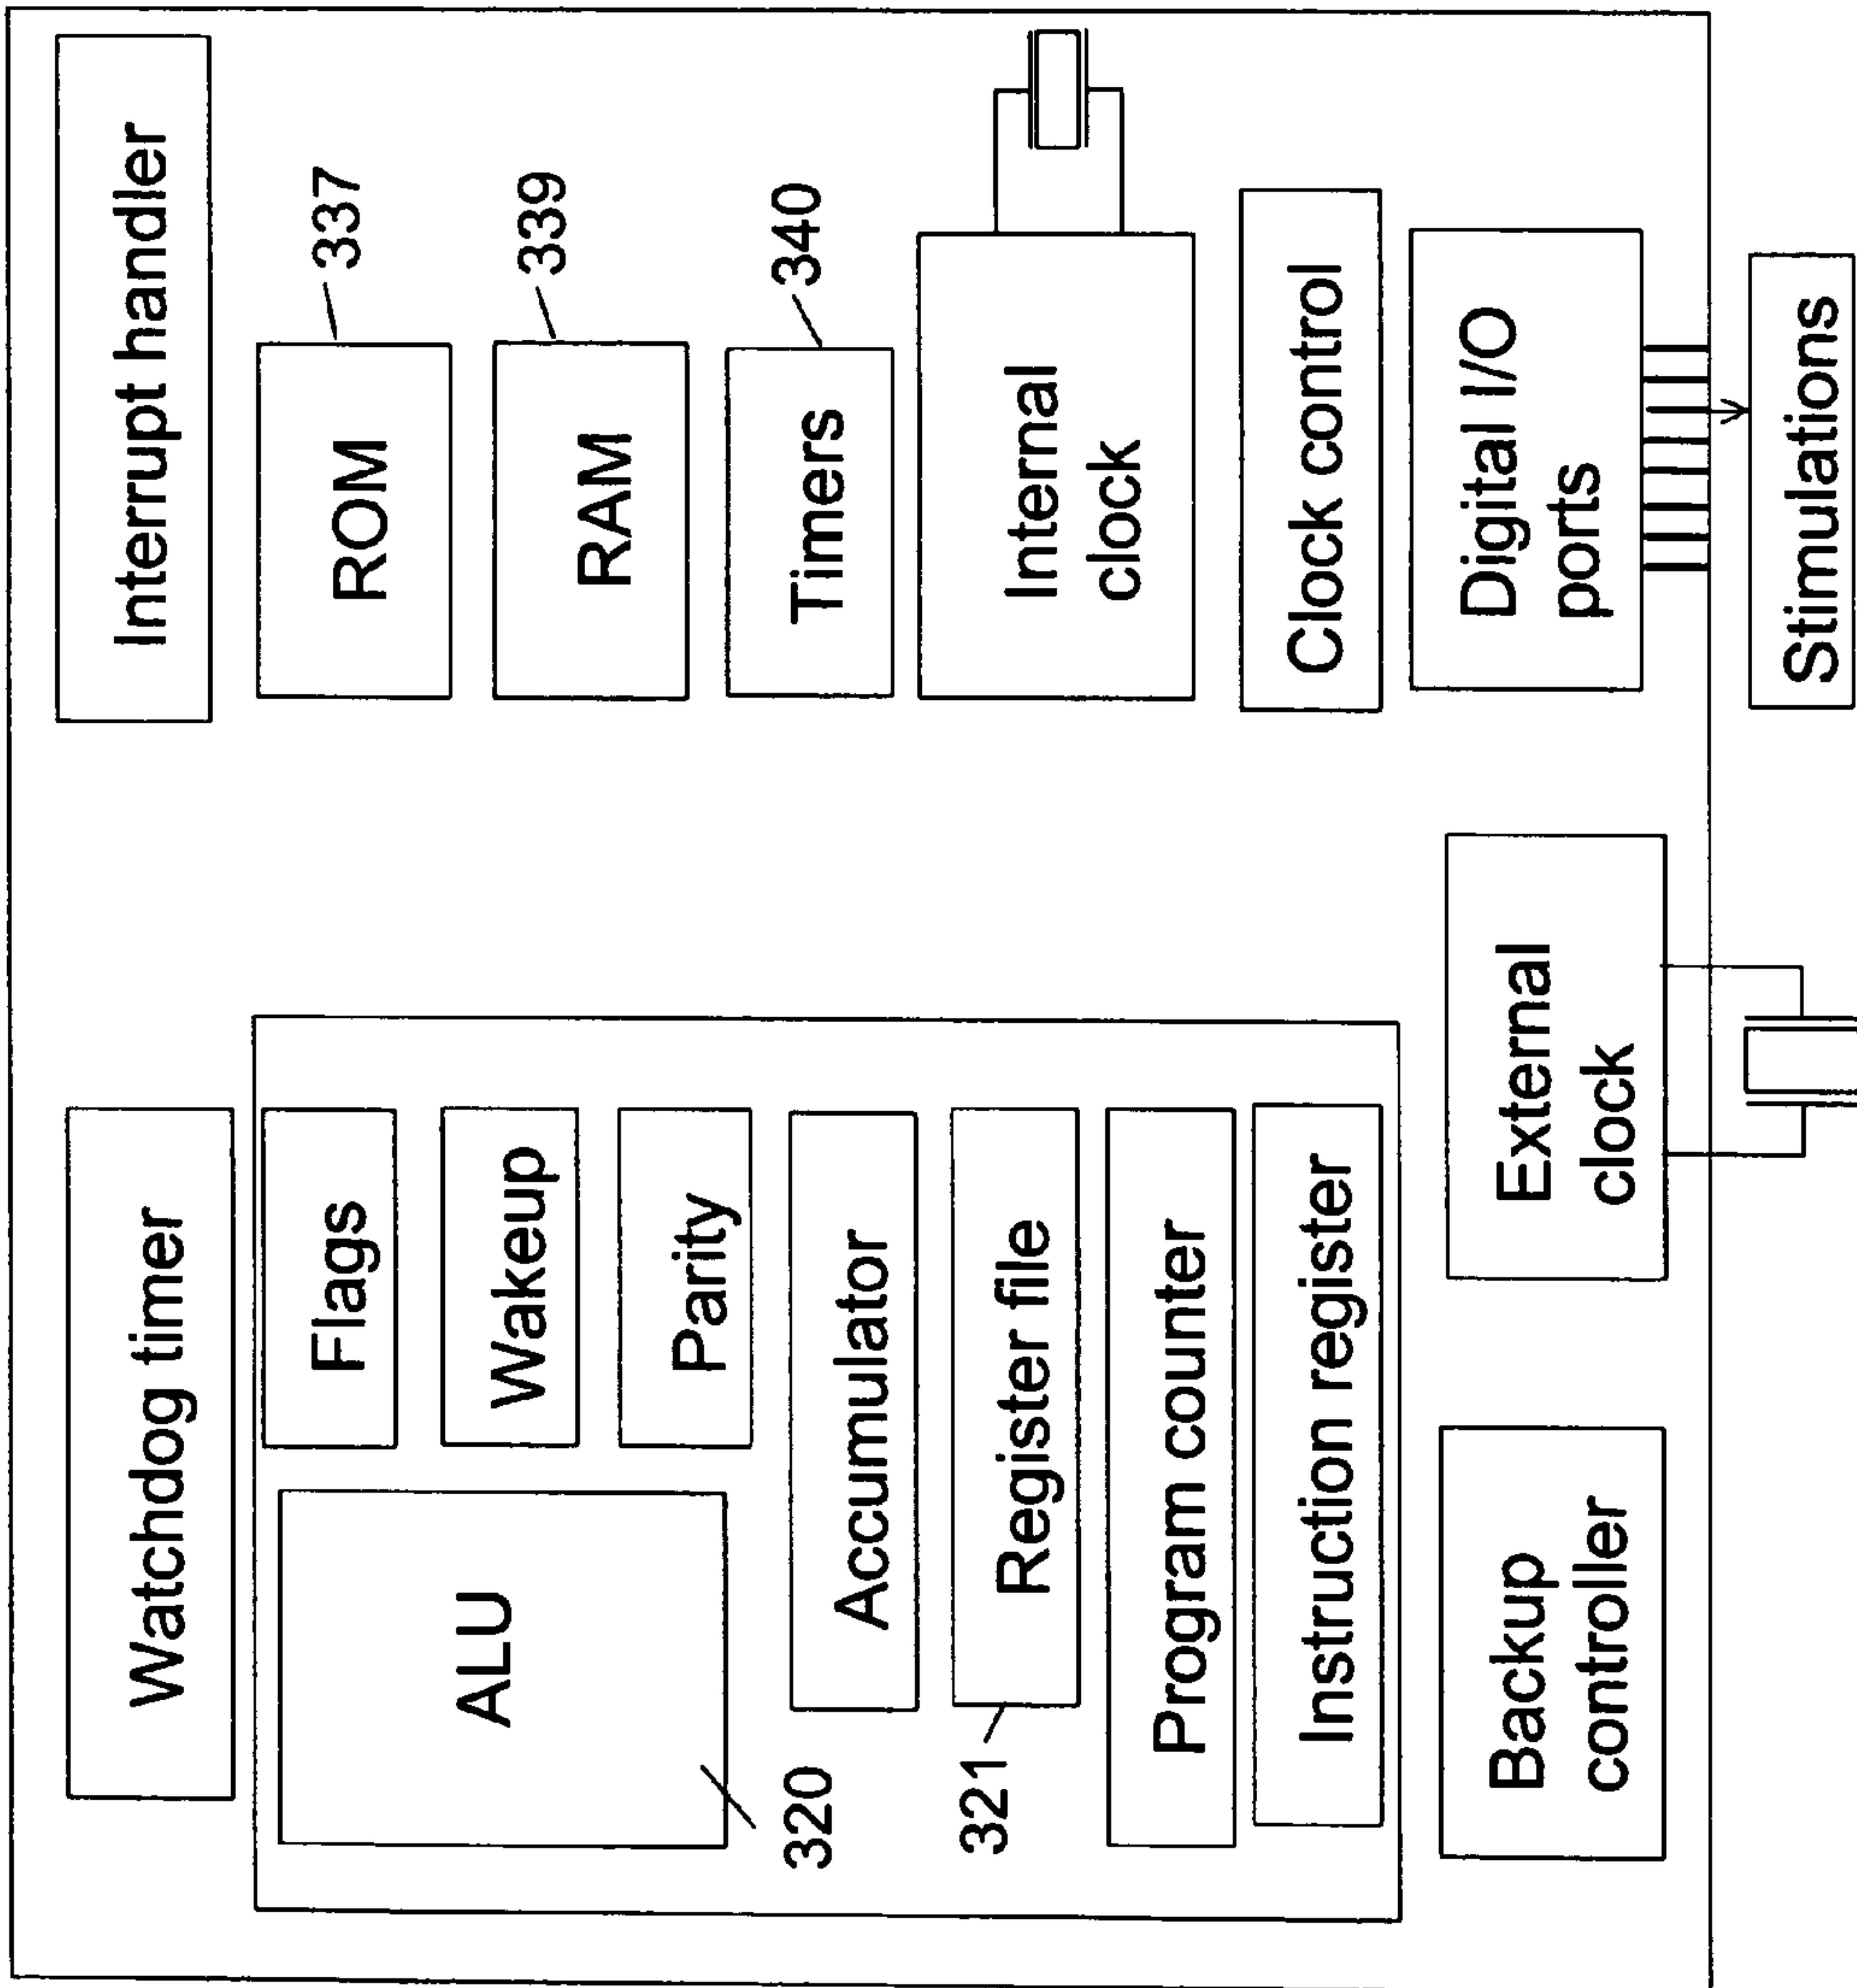 Watchdog timer
Flags
Wakeup
Parity
ALU
320
Accumulator
Register file
321
Program counter
Instruction register
Backup
controller
External
clock
Interrupt handler
ROM
337
RAM
339
Timers
340
Internal
clock
Clock control
Digital I/O
ports
Stimulations